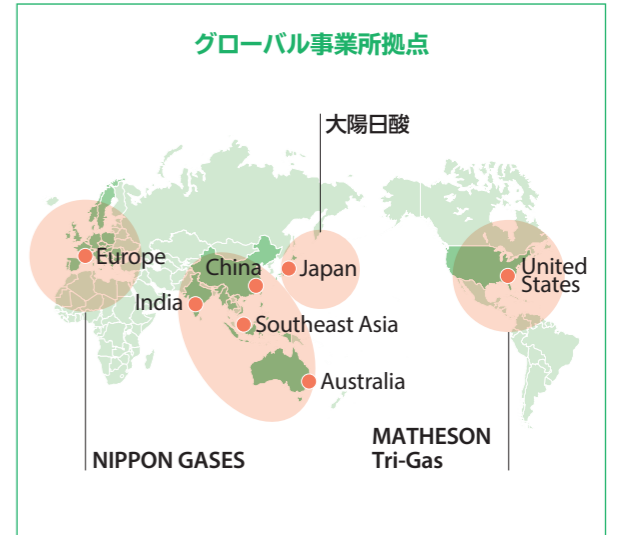 グローバル事業所拠点
大陽日酸
Europe
China
Japan
India
United
States
Southeast Asia
Australia
NIPPON GASES
MATHESON
Tri-Gas